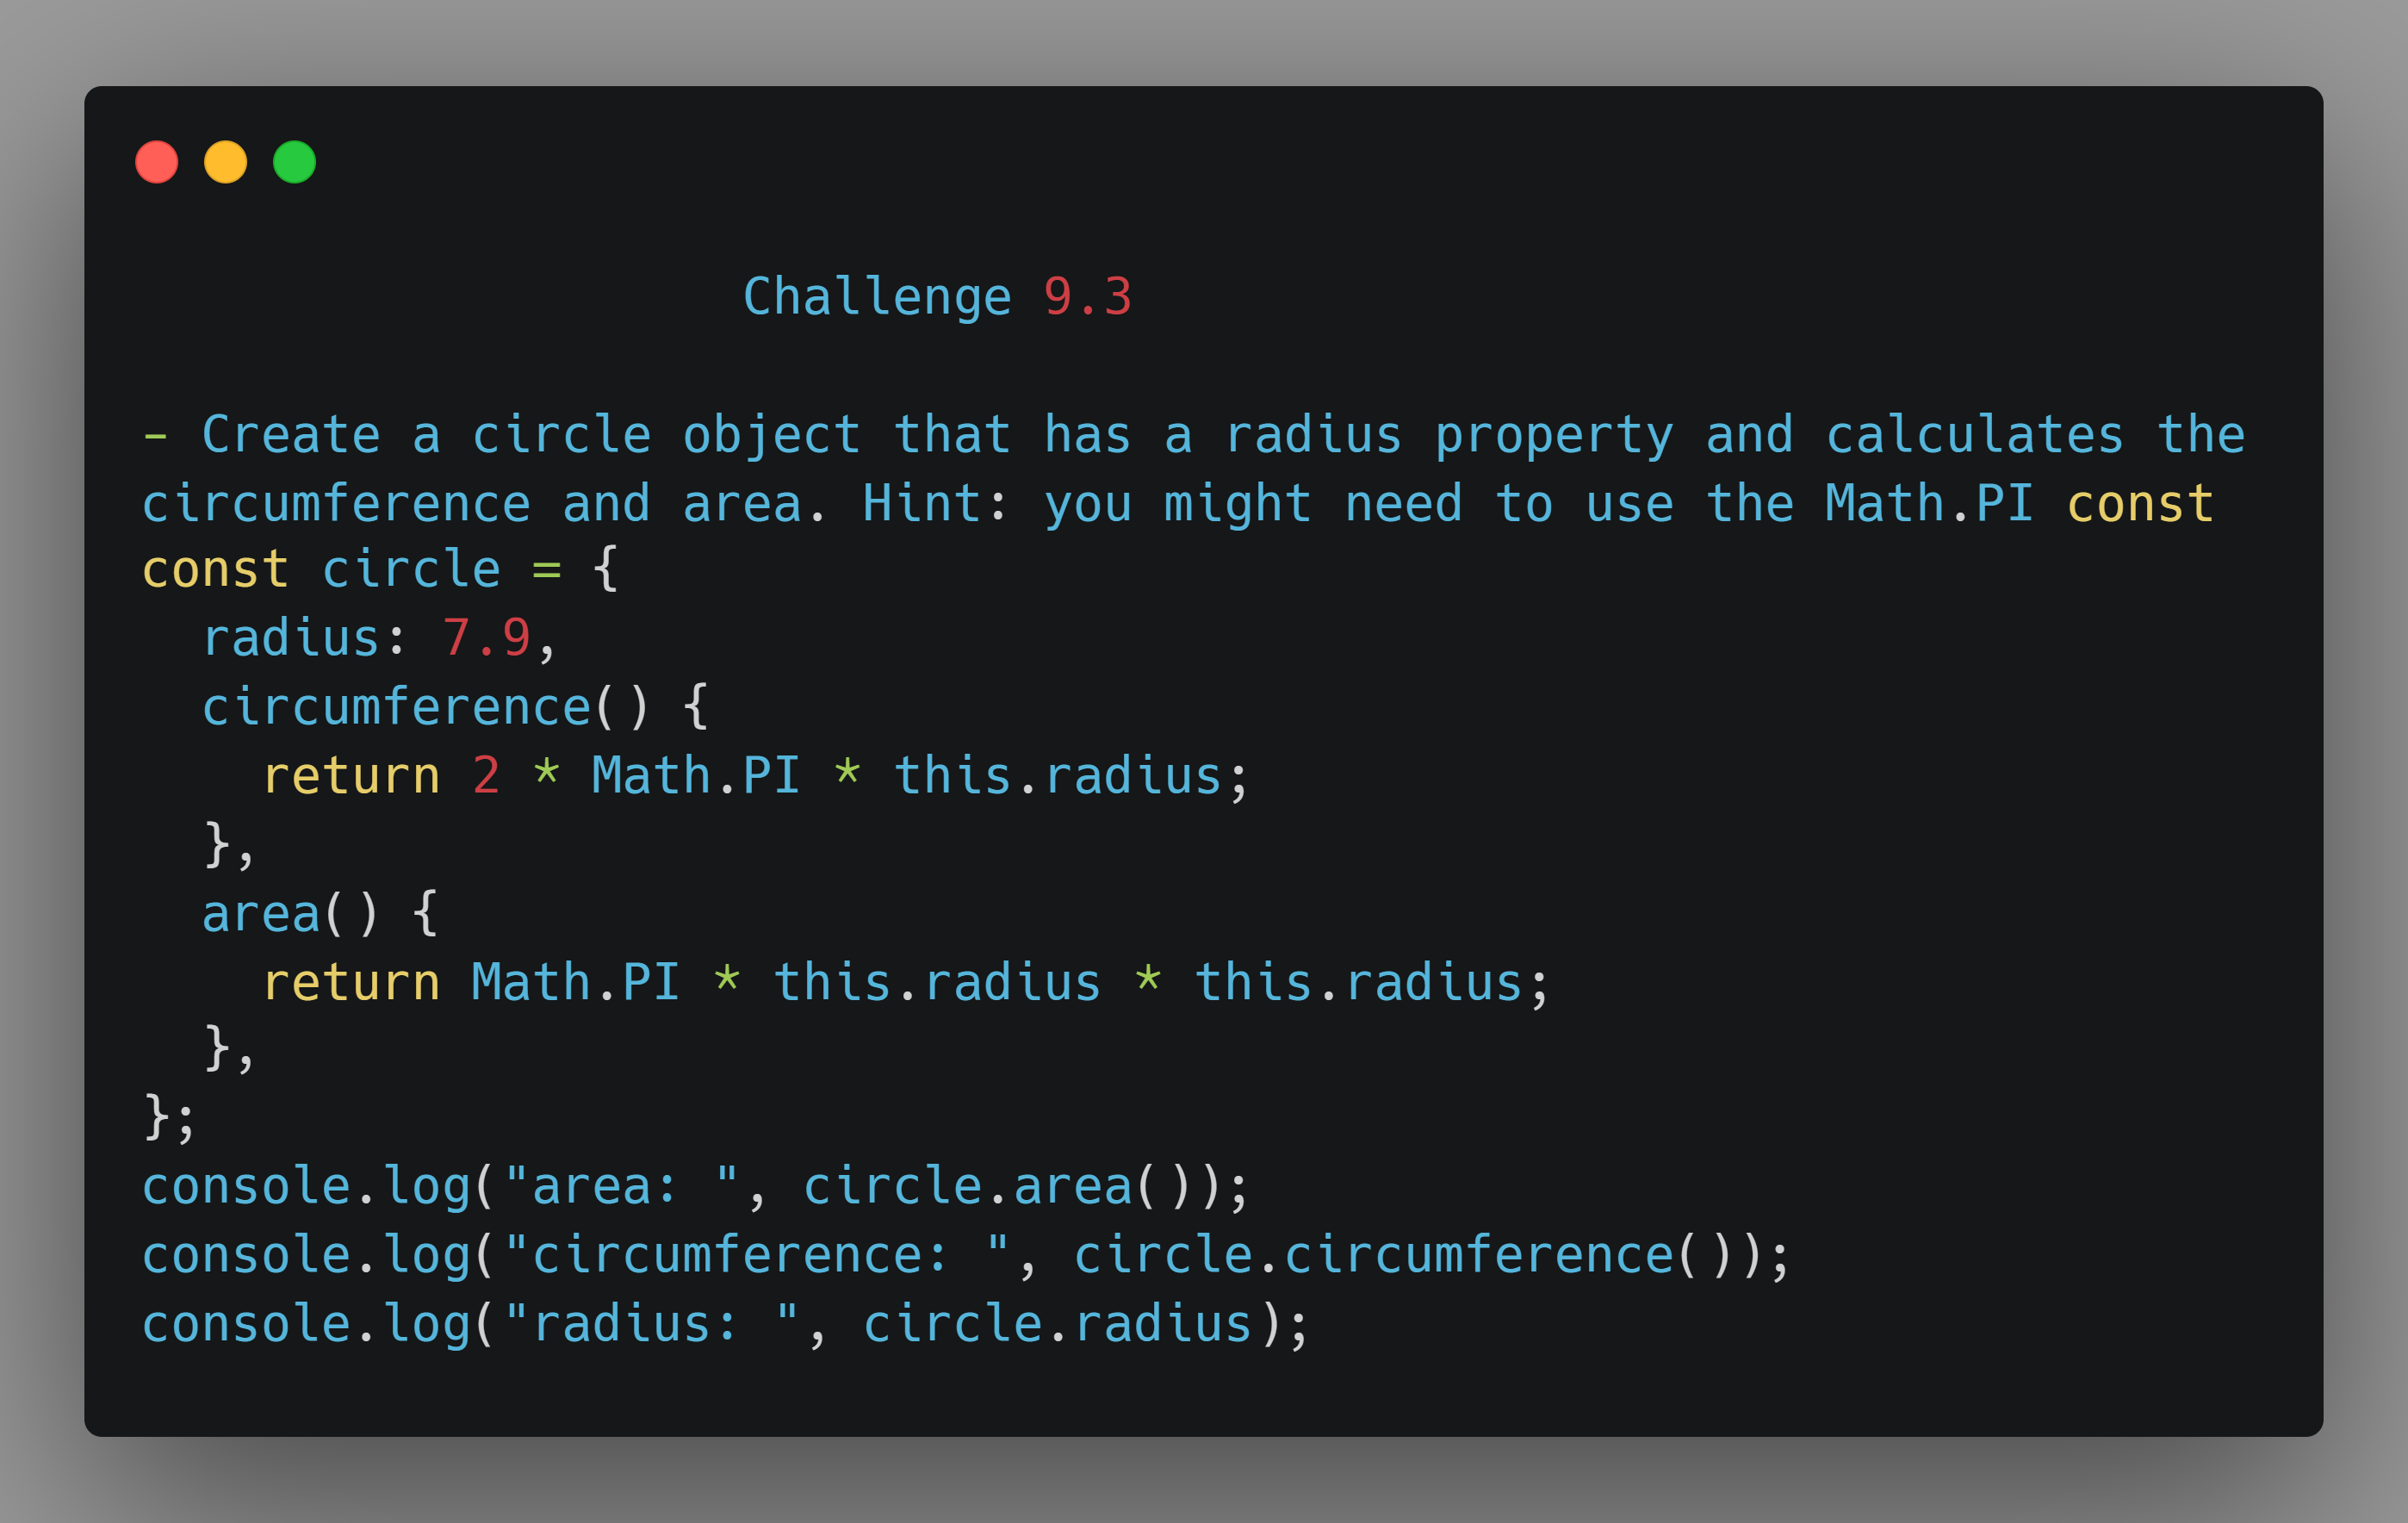 Challenge 9.3
- Create a circle object that has a radius property and calculates the
circumference and area. Hint: you might need to use the Math.PI const
const circle = {
  radius: 7.9,
  circumference() {
    return 2 * Math.PI * this.radius;
  },
  area() {
    return Math.PI * this.radius * this.radius;
  },
};
console.log("area: ", circle.area());
console.log("circumference: ", circle.circumference());
console.log("radius: ", circle.radius);